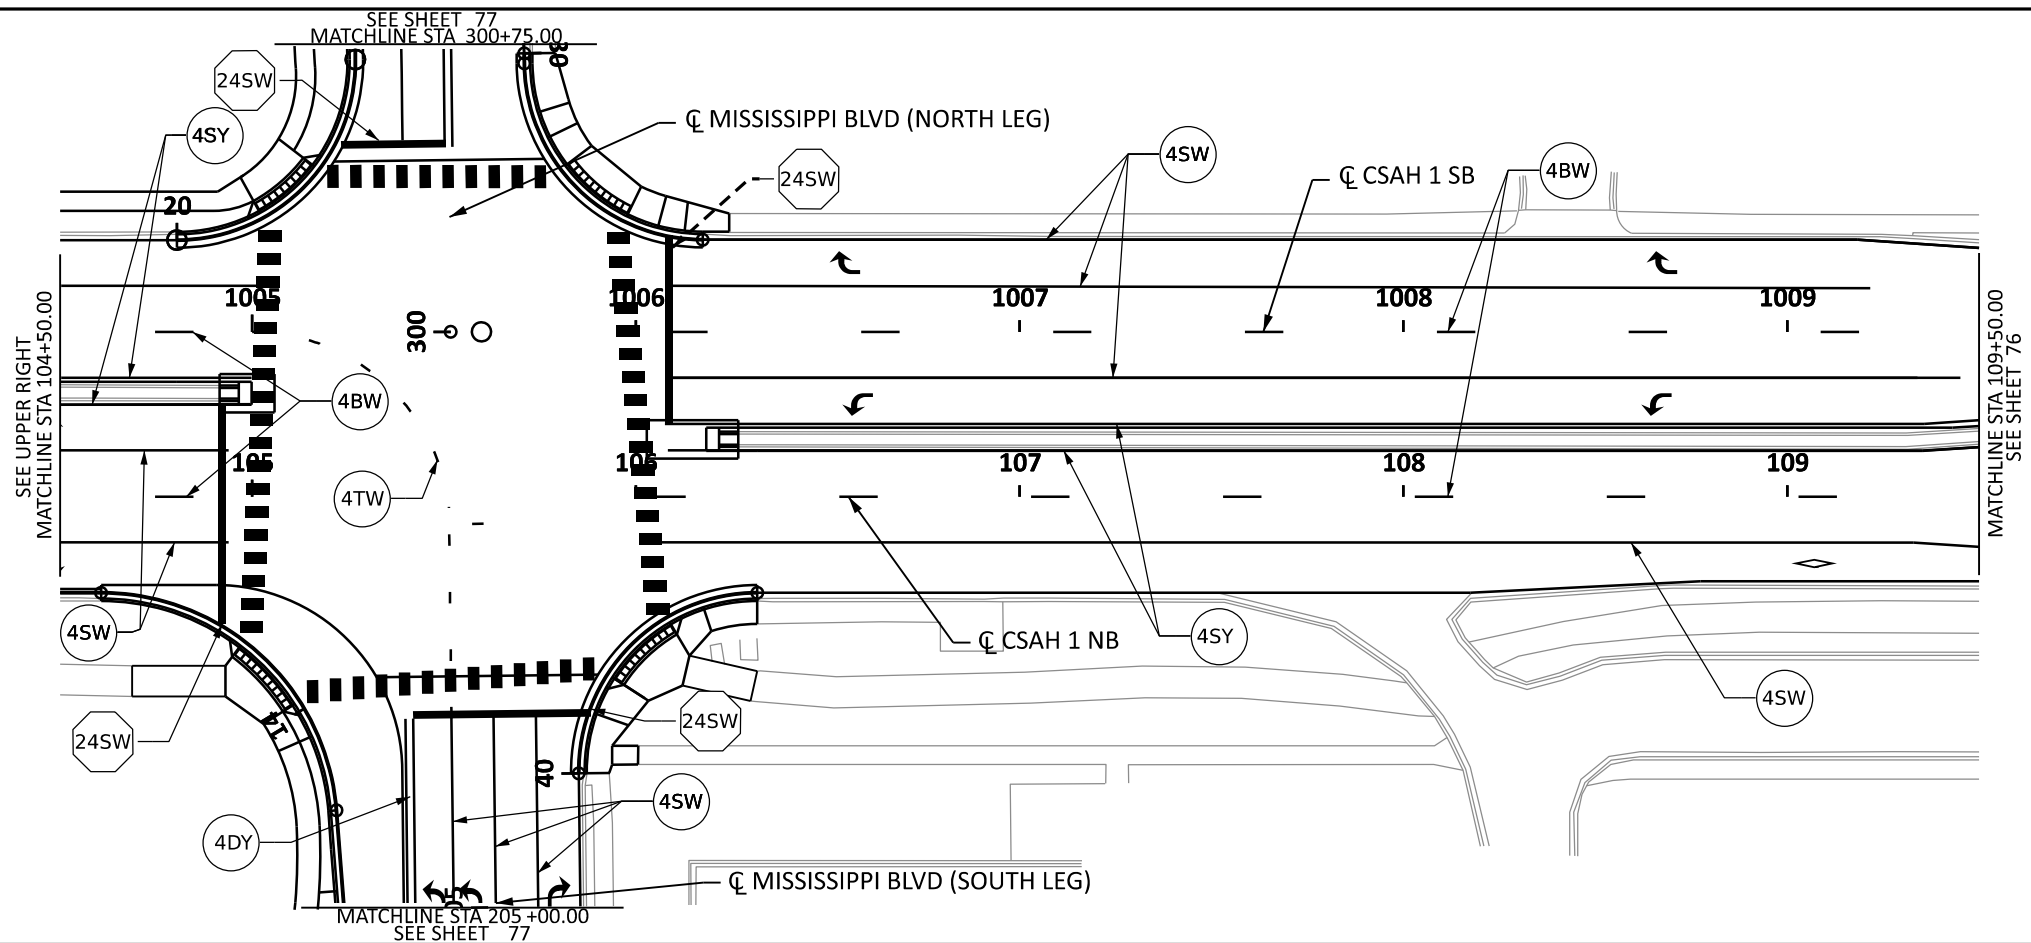 SEE SHEET 77
MATCHLINE STA 300+75.00
30
24SW
4SY
℄ MISSISSIPPI BLVD (NORTH LEG)
24SW
4SW
℄ CSAH 1 SB
4BW
20
1005
1006
1007
1008
1009
300
SEE UPPER RIGHT
MATCHLINE STA 104+50.00
MATCHLINE STA 109+50.00
SEE SHEET 76
4BW
105
106
107
108
109
4TW
4SW
℄ CSAH 1 NB
4SY
4SW
24SW
14
24SW
40
4SW
4DY
℄ MISSISSIPPI BLVD (SOUTH LEG)
MATCHLINE STA 205+00.00
SEE SHEET 77